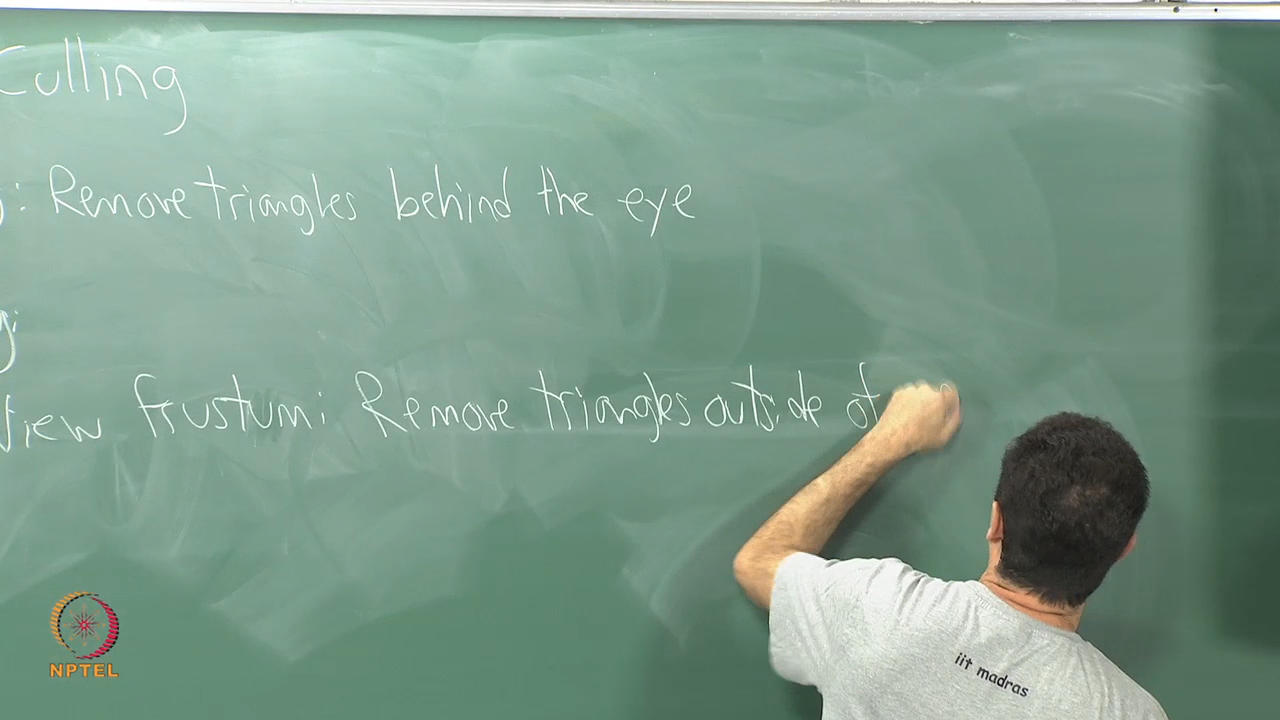 Culling
: Remove triangles behind the eye
g:
View frustum: Remove triangles outside of
iit madras
NPTEL